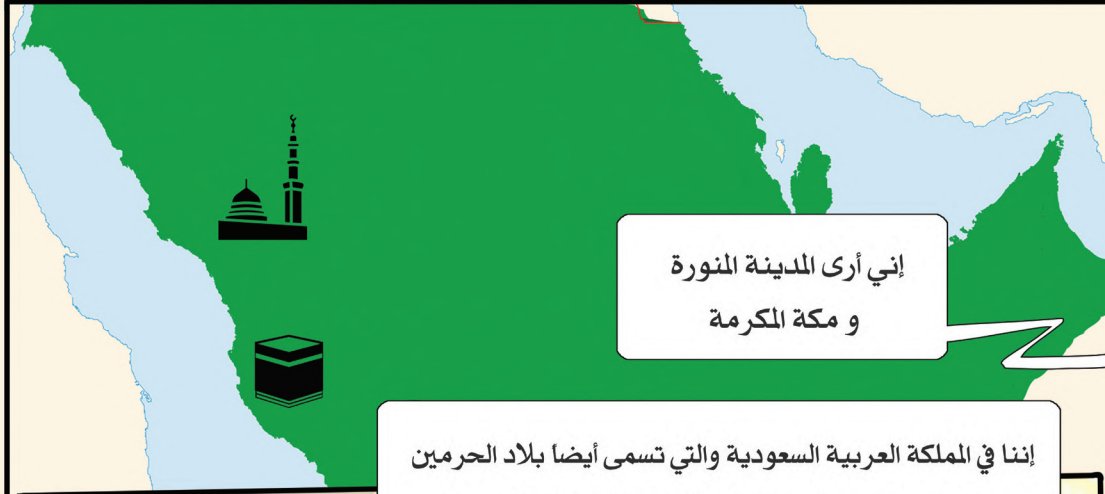 إني أرى المدينة المنورة
و مكة المكرمة
إننا في المملكة العربية السعودية والتي تسمى أيضاً بلاد الحرمين